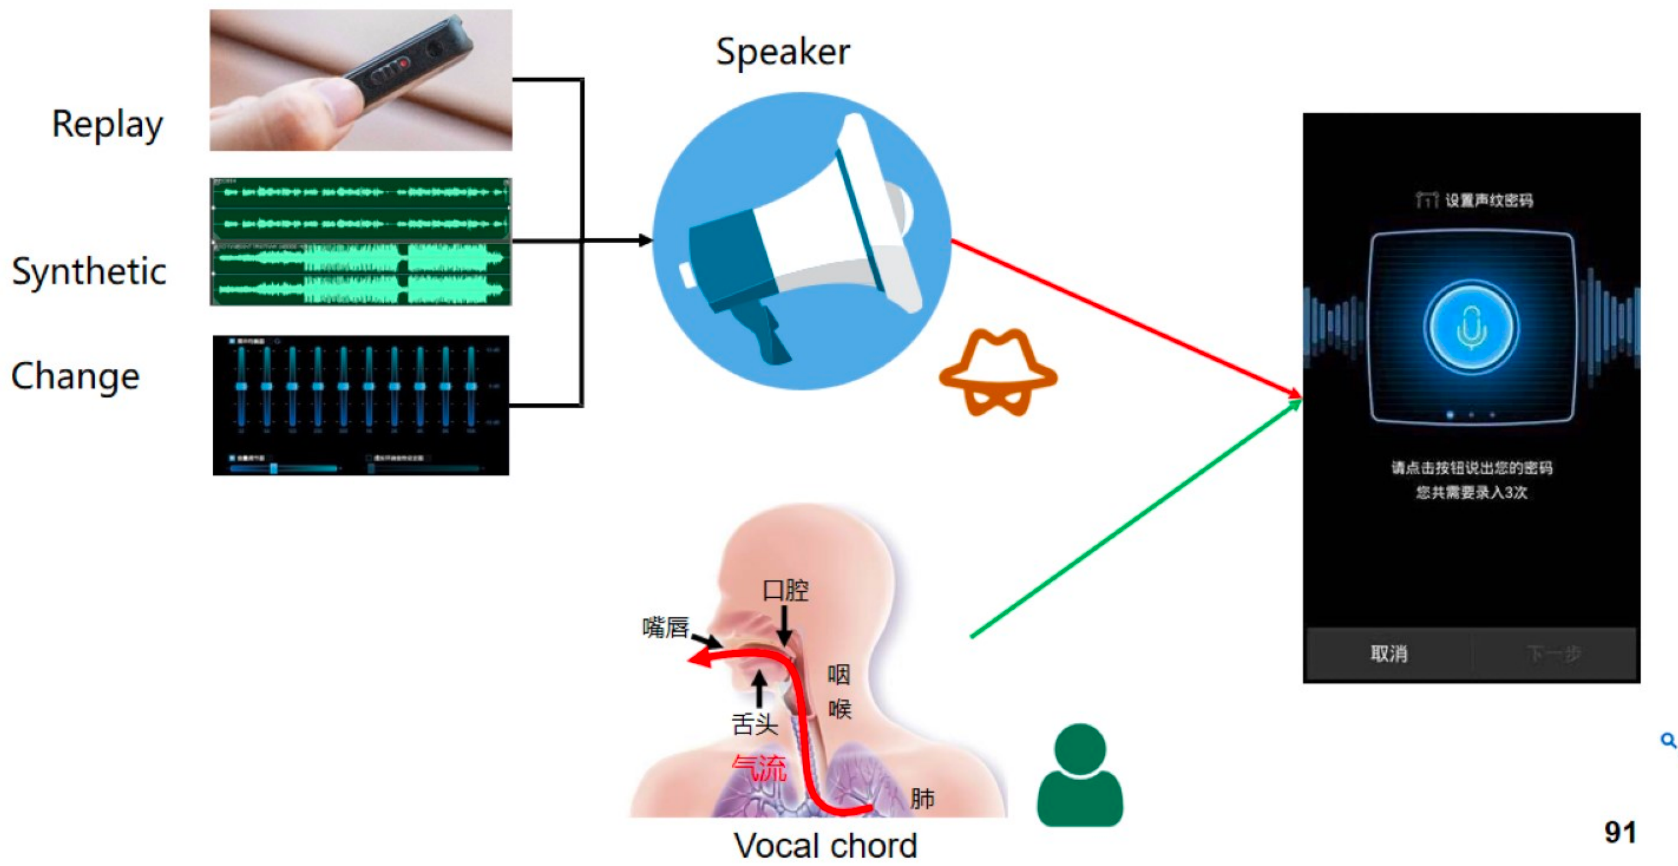 Speaker
Replay
Synthetic
Change
设置声纹密码
请点击按钮说出您的密码
您共需要录入3次
取消
下一步
口腔
嘴唇
咽
喉
舌头
气流
肺
Vocal chord
91